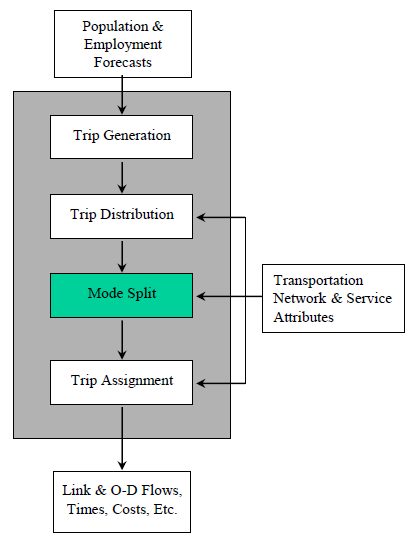 Population &
Employment
Forecasts
Trip Generation
Trip Distribution
Mode Split
Transportation
Network & Service
Attributes
Trip Assignment
Link & O-D Flows,
Times, Costs, Etc.